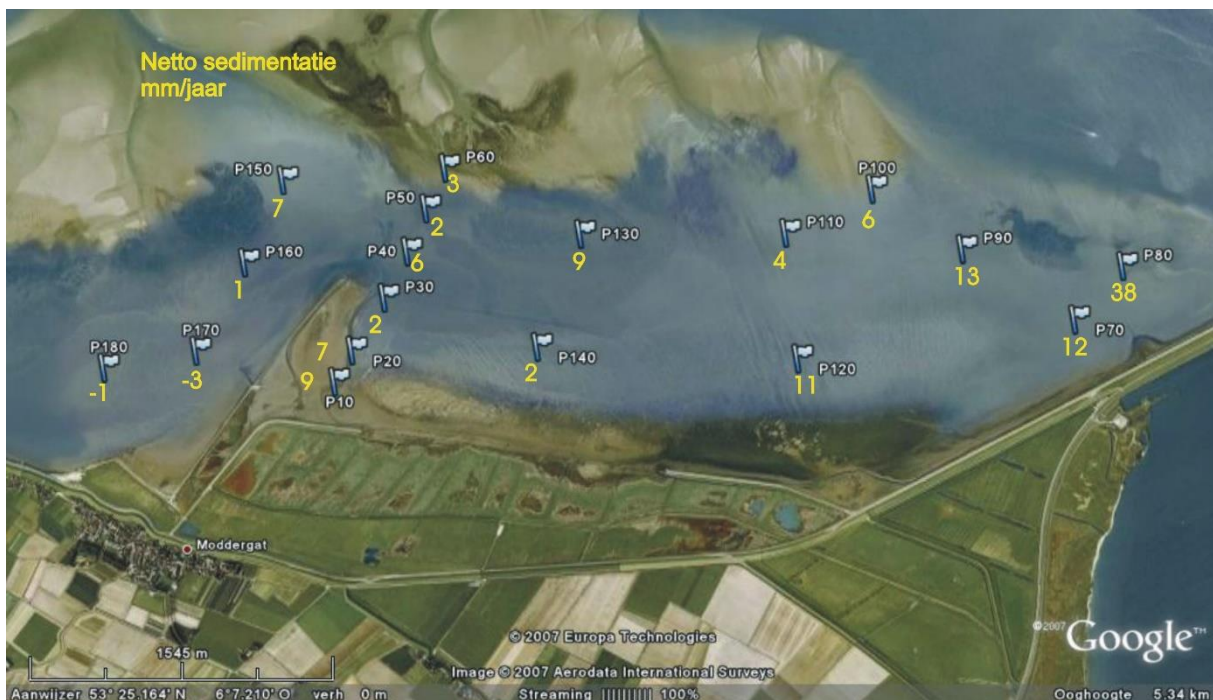 Netto sedimentatie
mm/jaar
P60
3
P150
7
P50
2
P100
6
P130
9
P110
4
P40
6
P160
1
P90
13
P80
38
P30
2
P70
12
P170
-3
P180
-1
7
P20
P140
2
P120
11
9
P10
Moddergat
© 2007 Europa Technologies
1545 m
Image © 2007 Aerodata International Surveys
©2007 Google™
Aanwijzer 53° 25,164' N 6°7,210' O verh 0 m Streaming |||||||||| 100% Ooghoogte 5.34 km